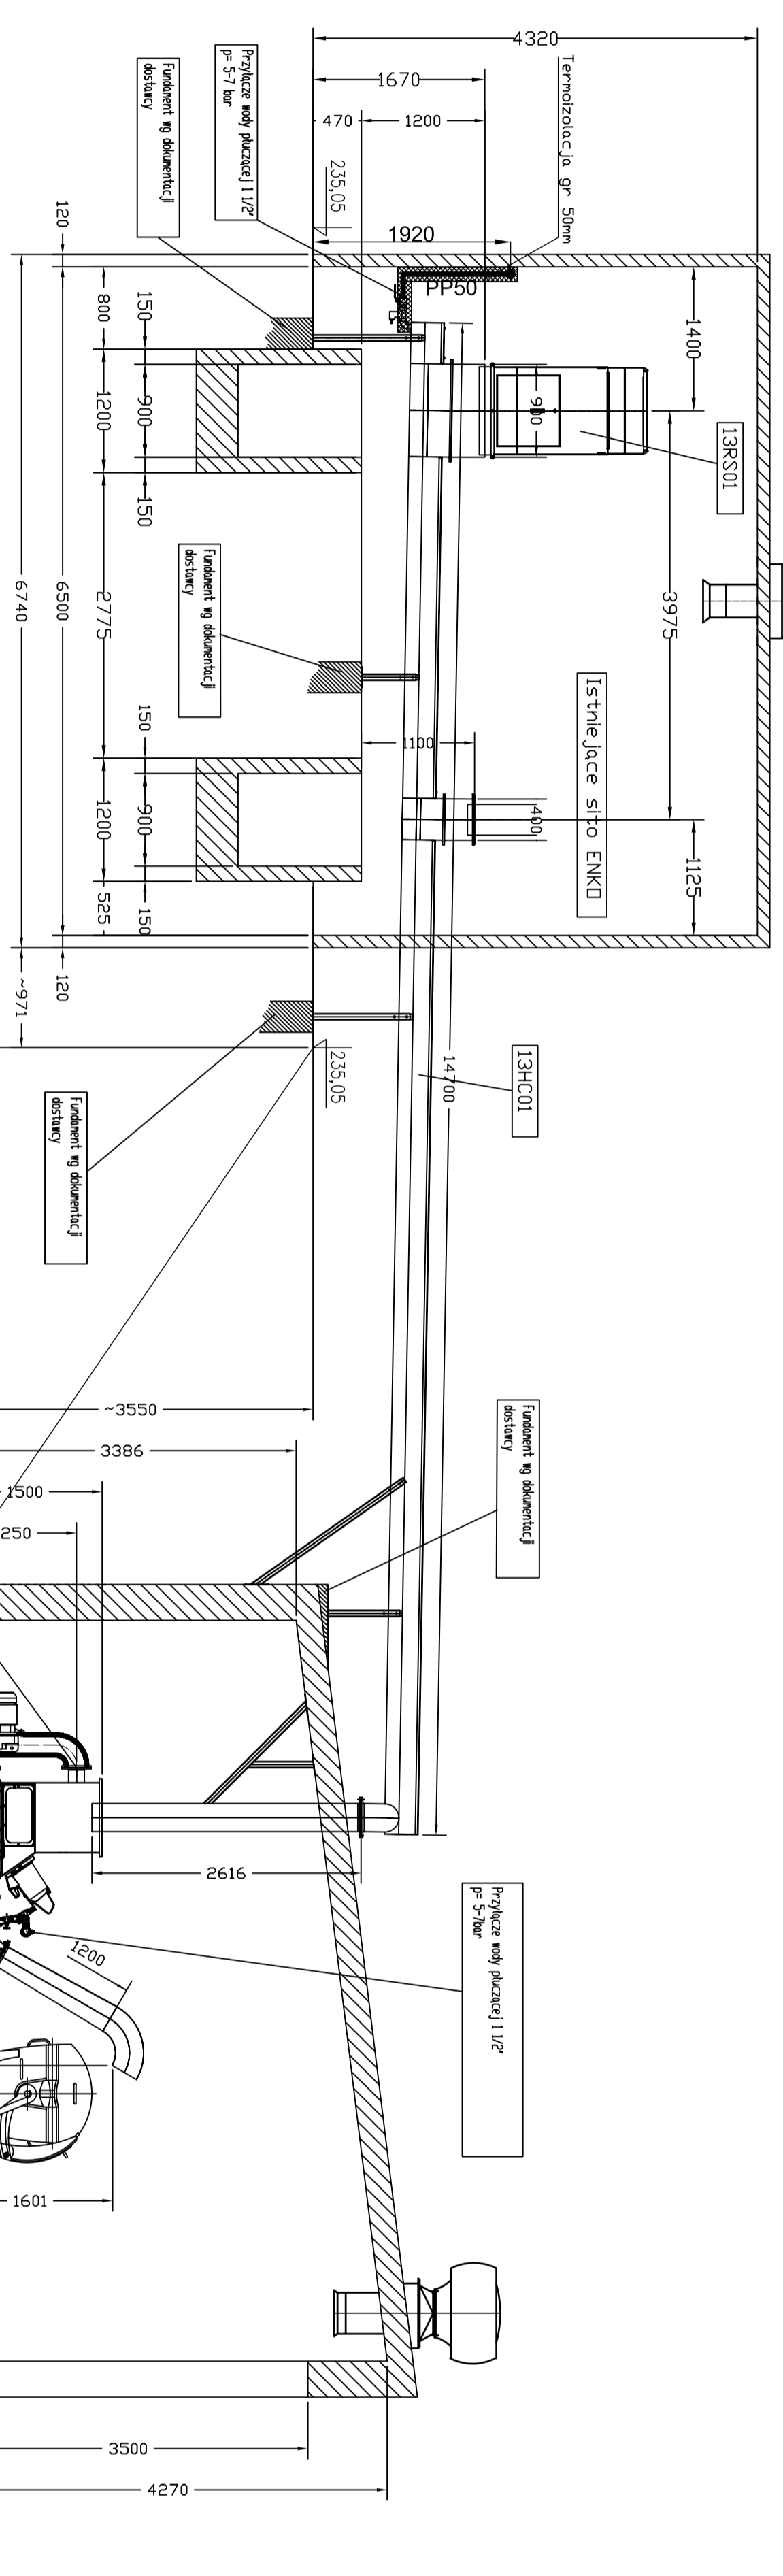 4320
1670
470
1200
235,05
1920
Termoizolacja gr 50mm
Przyłącze wody płuczącej 1 1/2"
p= 5-7 bar
Fundament wg dokumentacji
dostawcy
PP50
120
6500
120
6740
~971
800
1200
2775
1200
525
150
900
150
150
900
150
1400
3975
1125
900
400
1100
13RS01
Istniejące sito ENKO
Fundament wg dokumentacji
dostawcy
235,05
13HC01
14700
Fundament wg dokumentacji
dostawcy
~3550
3386
1500
250
Fundament wg dokumentacji
dostawcy
2616
1200
Przyłącze wody płuczącej 1 1/2"
p= 5-7bar
1601
3500
4270